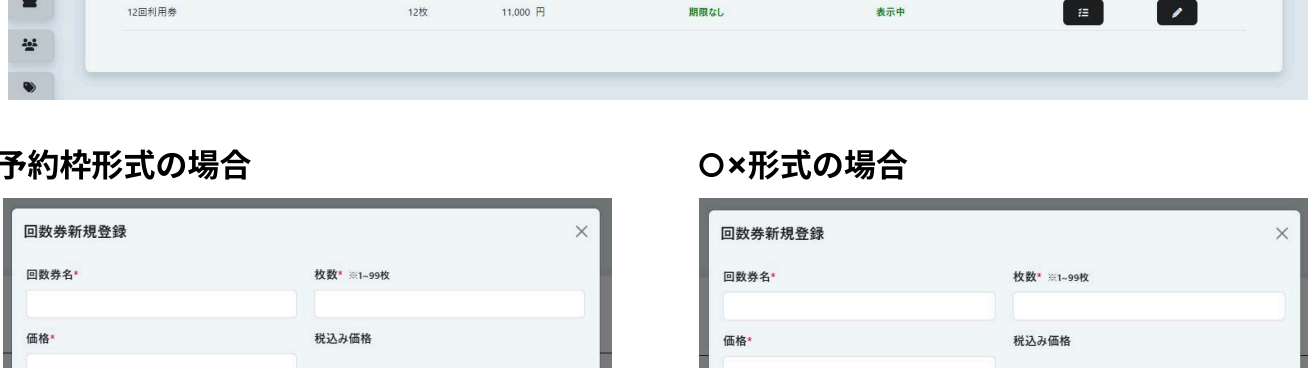 12回利用券 12枚 11,000 円 期限なし 表示中
予約枠形式の場合
○×形式の場合
回数券新規登録
回数券名* 枚数* ※1~99枚
価格* 税込み価格
回数券新規登録
回数券名* 枚数* ※1~99枚
価格* 税込み価格